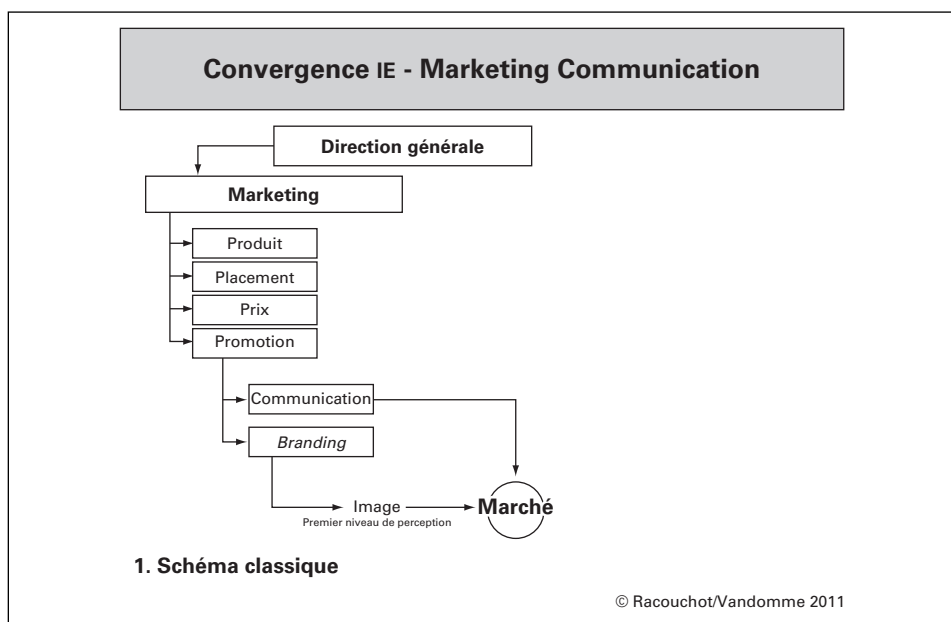 Convergence IE - Marketing Communication
Direction générale
Marketing
Produit
Placement
Prix
Promotion
Communication
Branding
Image
Premier niveau de perception
Marché
1. Schéma classique
© Racouchot/Vandomme 2011